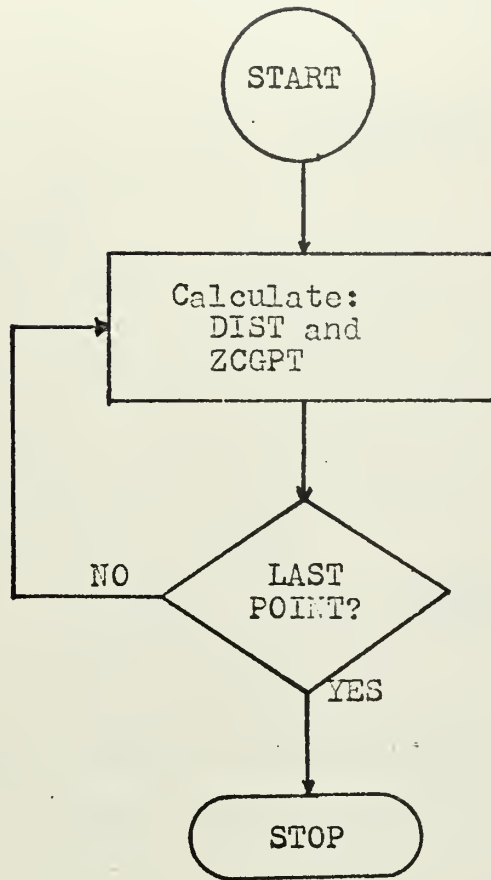 START
Calculate:
DIST and
ZCGPT
NO
LAST
POINT?
YES
STOP